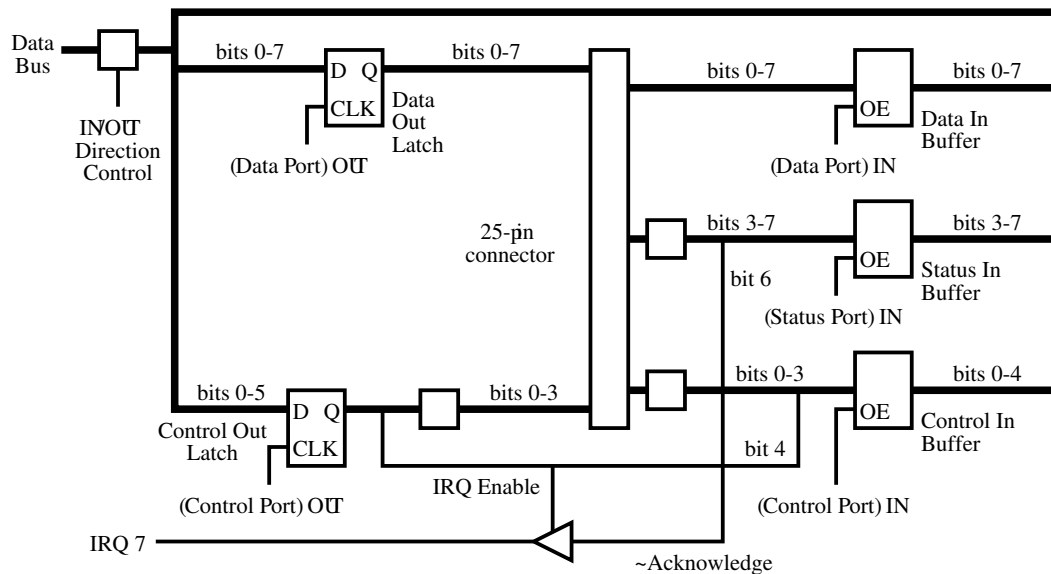 Data
Bus
IN/OUT
Direction
Control
bits 0-7
D Q
CLK
bits 0-7
Data
Out
Latch
(Data Port) OUT
25-pin
connector
bits 0-7
OE
bits 0-7
Data In
Buffer
(Data Port) IN
bits 3-7
bit 6
OE
bits 3-7
Status In
Buffer
(Status Port) IN
bits 0-5
D Q
CLK
Control Out
Latch
(Control Port) OUT
bits 0-3
bits 0-3
bit 4
OE
bits 0-4
Control In
Buffer
(Control Port) IN
IRQ Enable
IRQ 7
~Acknowledge